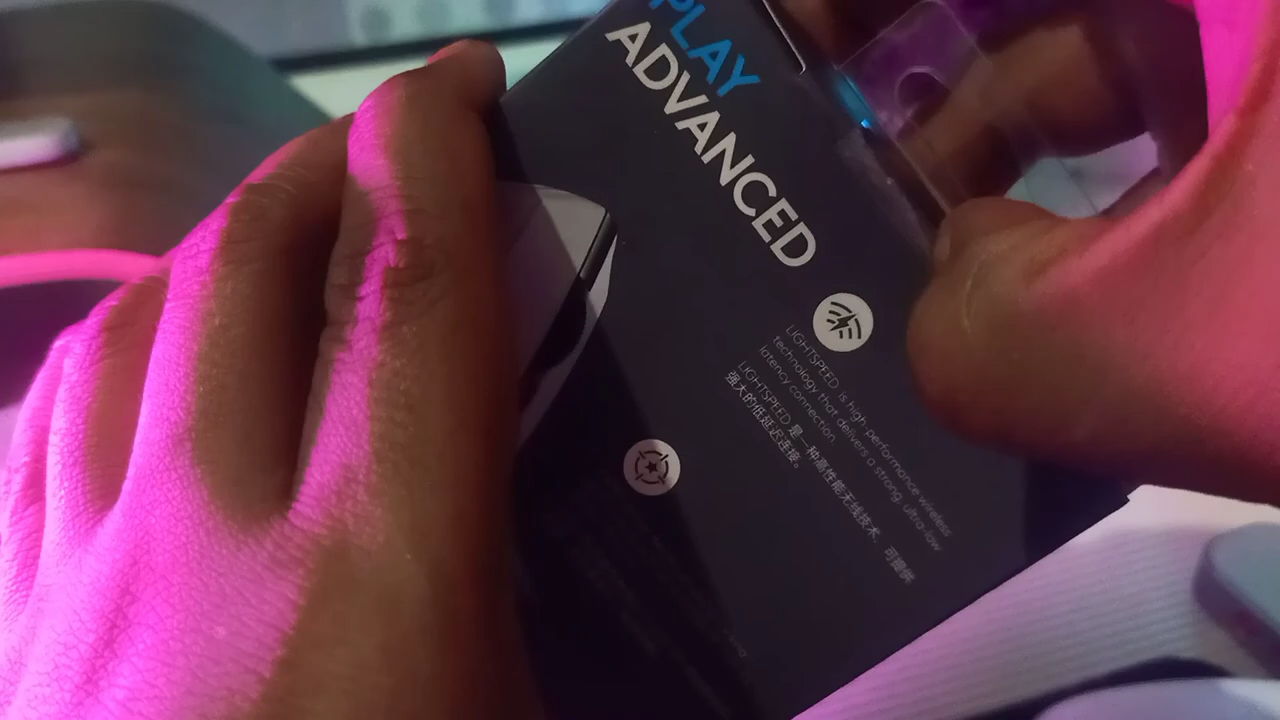 PLAY
ADVANCED
LIGHTSPEED is high-performance wireless
technology that delivers a strong, ultra-low
latency connection
LIGHTSPEED 是一种高性能无线技术，可提供
强大的低延迟连接。